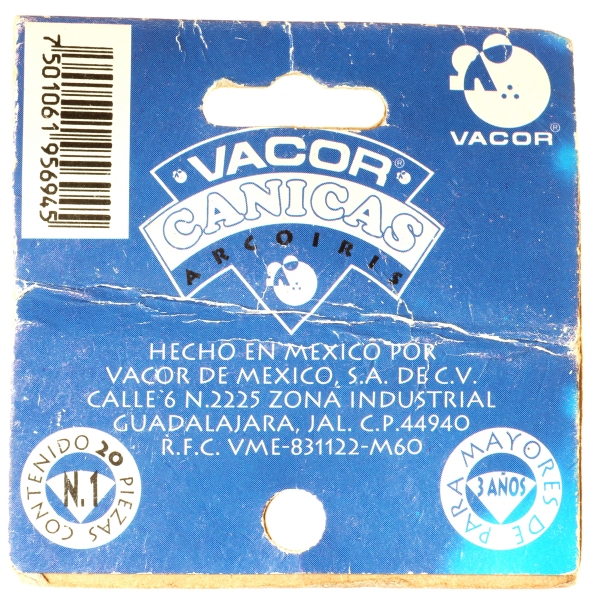 7501061956945
VACOR®
VACOR®
CANICAS
ARCOIRIS
HECHO EN MEXICO POR
VACOR DE MEXICO, S.A. DE C.V.
CALLE 6 N.2225 ZONA INDUSTRIAL
GUADALAJARA, JAL. C.P.44940
R.F.C. VME-831122-M60
CONTENIDO 20 PIEZAS
N.1
PARA MAYORES DE
3 AÑOS